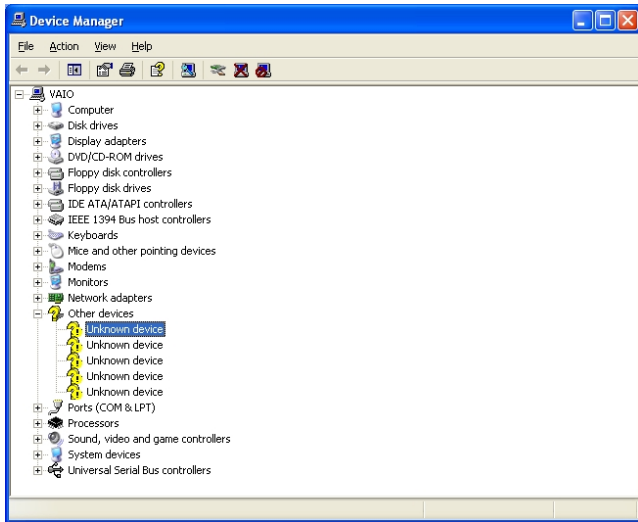 Device Manager
File Action View Help
VAIO
Computer
Disk drives
Display adapters
DVD/CD-ROM drives
Floppy disk controllers
Floppy disk drives
IDE ATA/ATAPI controllers
IEEE 1394 Bus host controllers
Keyboards
Mice and other pointing devices
Modems
Monitors
Network adapters
Other devices
Unknown device
Unknown device
Unknown device
Unknown device
Unknown device
Ports (COM & LPT)
Processors
Sound, video and game controllers
System devices
Universal Serial Bus controllers